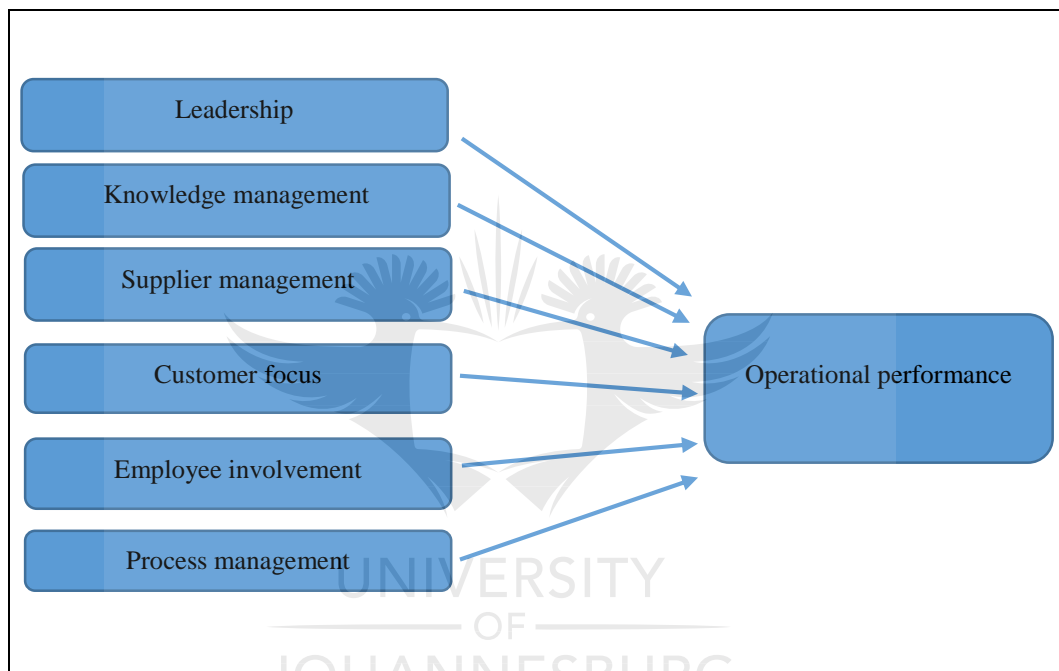 Leadership
Knowledge management
Supplier management
Customer focus
Employee involvement
Process management
Operational performance
UNIVERSITY
OF
JOHANNESBURG